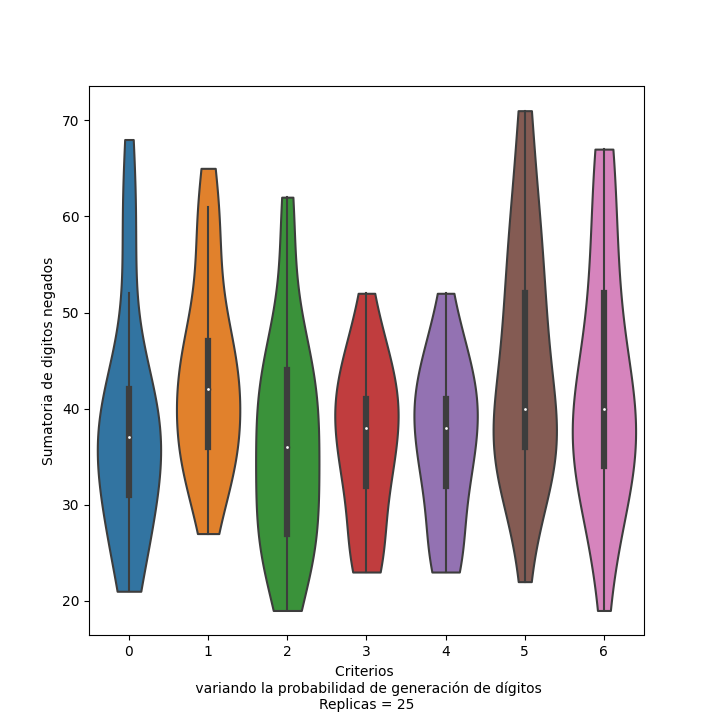 70
60
50
40
30
20
Sumatoria de digitos negados
0 1 2 3 4 5 6
Criterios
variando la probabilidad de generación de dígitos
Replicas = 25